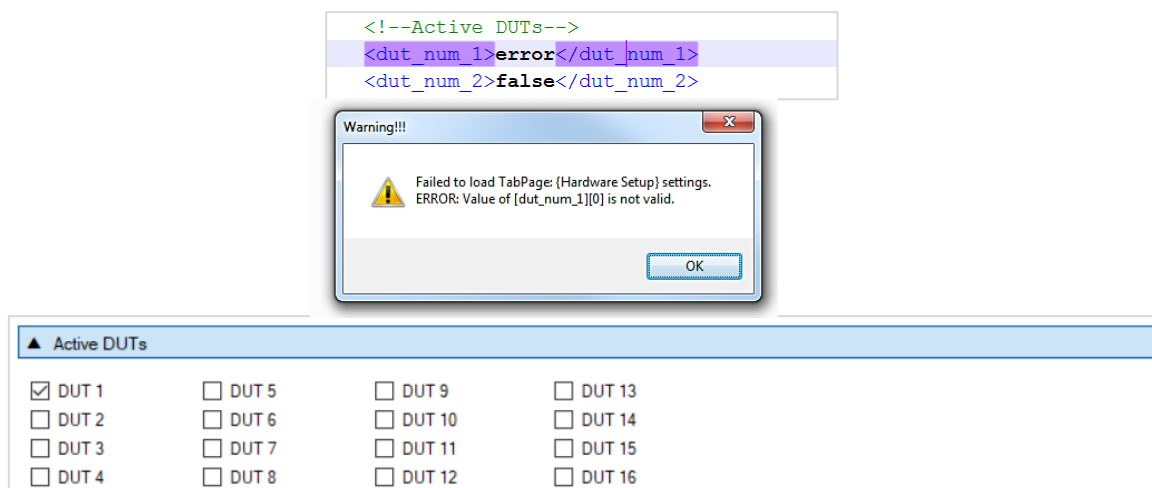 <!--Active DUTs-->
<dut_num_1>error</dut_num_1>
<dut_num_2>false</dut_num_2>
Warning!!!
Failed to load TabPage: {Hardware Setup} settings.
ERROR: Value of [dut_num_1][0] is not valid.
OK
Active DUTs
DUT 1 DUT 5 DUT 9 DUT 13
DUT 2 DUT 6 DUT 10 DUT 14
DUT 3 DUT 7 DUT 11 DUT 15
DUT 4 DUT 8 DUT 12 DUT 16